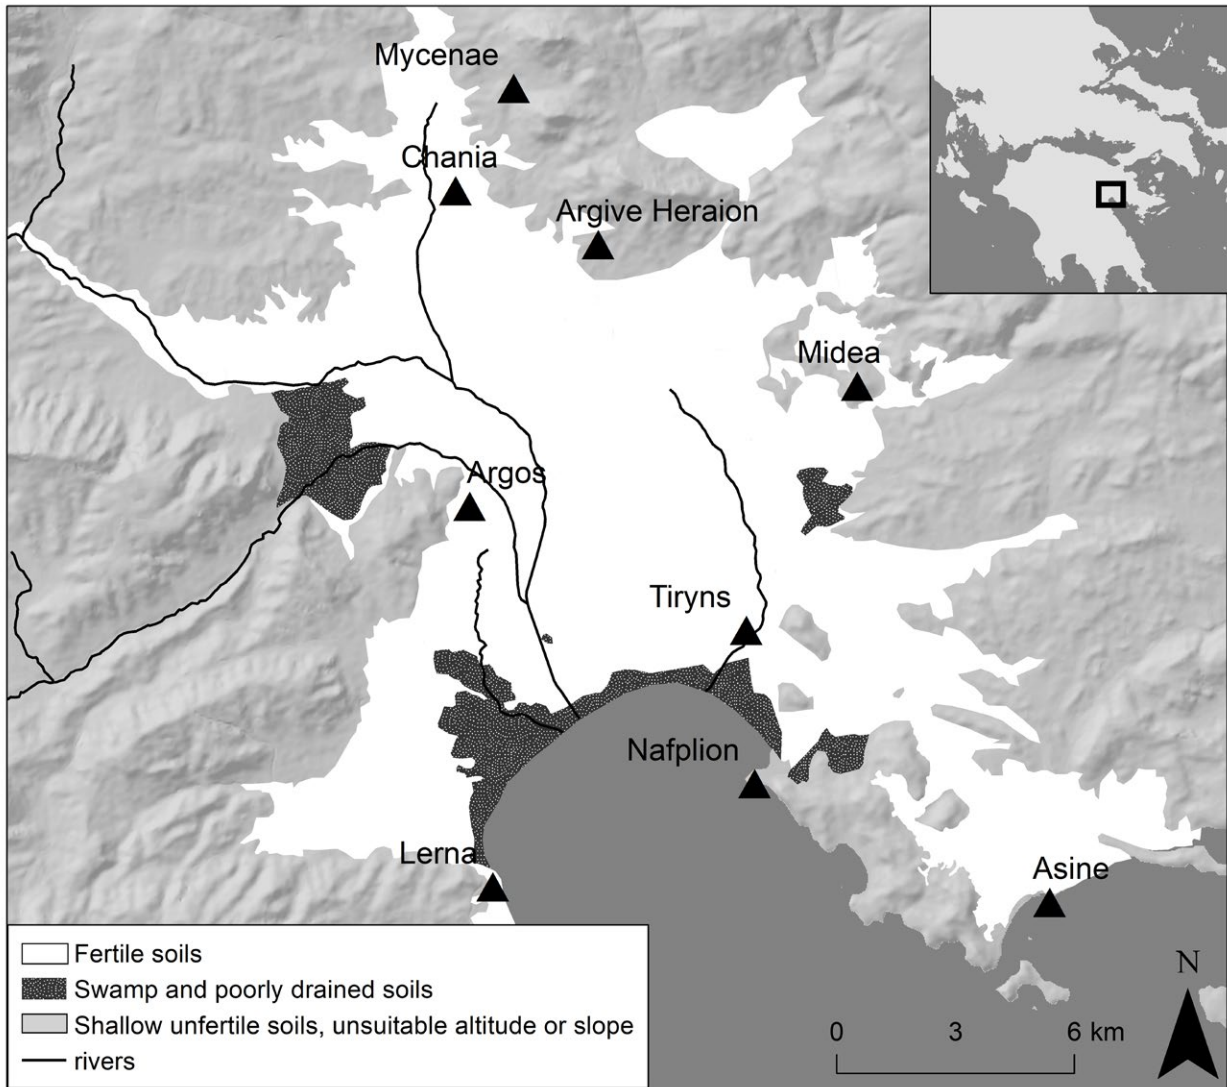 Mycenae
Chania
Argive Heraion
Midea
Argos
Tiryns
Nafplion
Lerna
Asine
Fertile soils
Swamp and poorly drained soils
Shallow unfertile soils, unsuitable altitude or slope
rivers
N
0 3 6 km